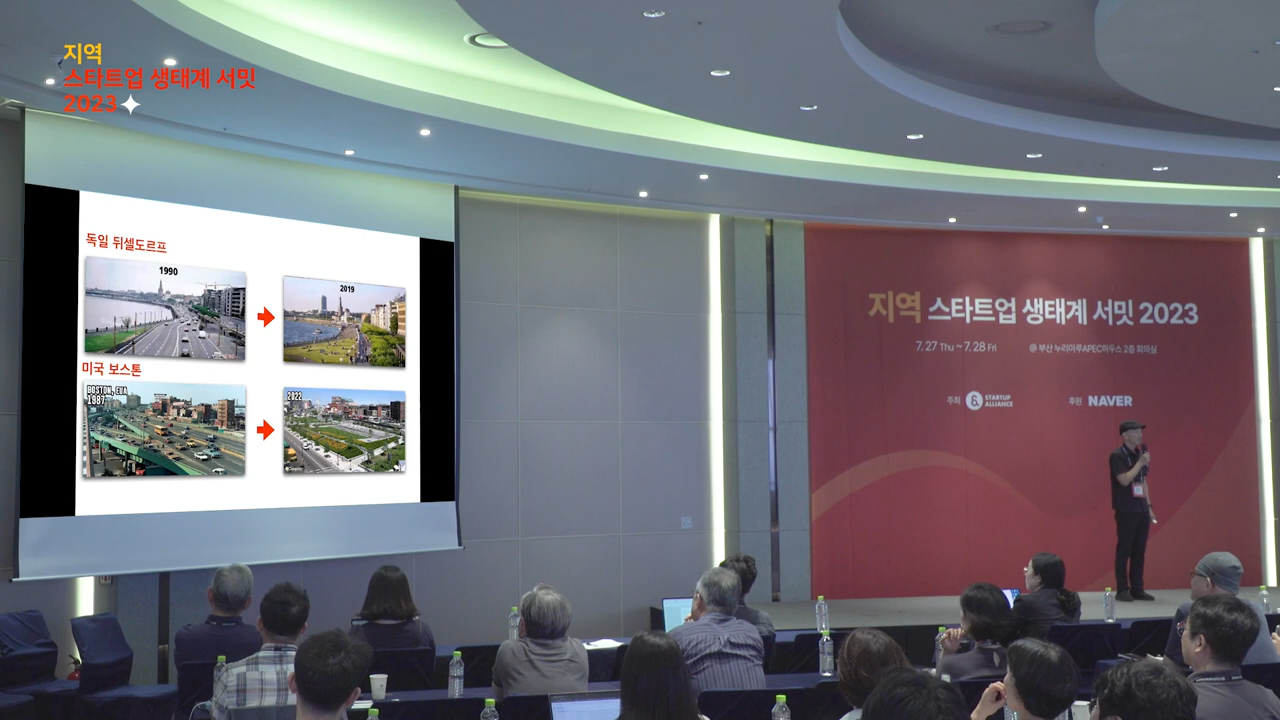 지역
스타트업 생태계 서밋
2023
독일 뒤셀도르프
1990
2019
미국 보스톤
BOSTON, USA
1987
2022
지역 스타트업 생태계 서밋 2023
7.27 Thu ~ 7.28 Fri
@ 부산 누리마루APEC하우스 2층 회의실
주최
&
STARTUP
ALLIANCE
후원
NAVER